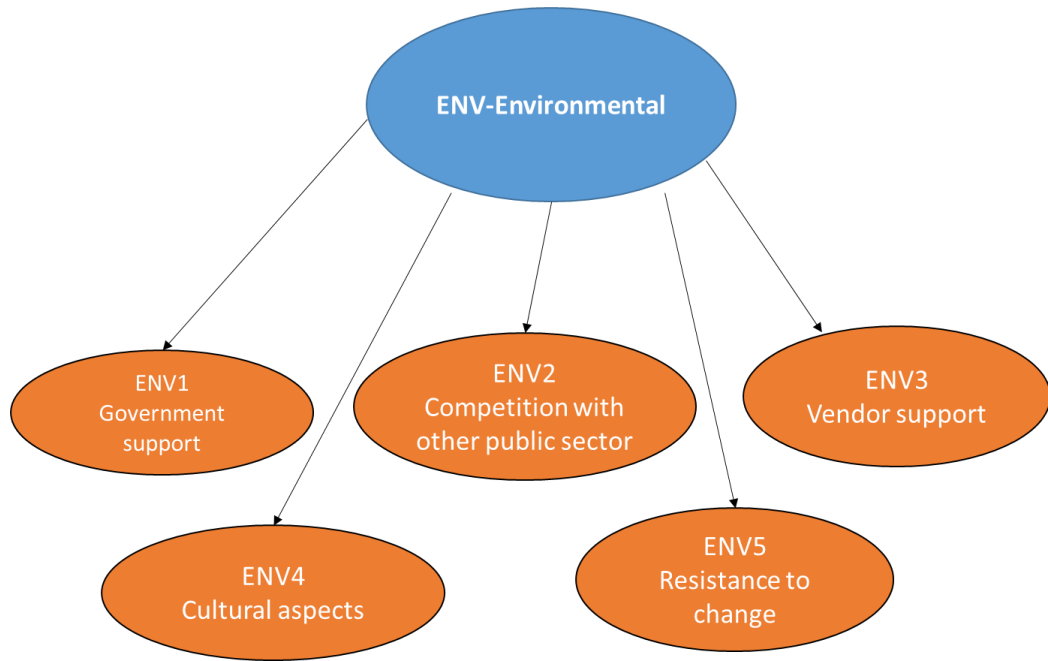 ENV-Environmental
ENV1
Government
support
ENV2
Competition with
other public sector
ENV3
Vendor support
ENV4
Cultural aspects
ENV5
Resistance to
change